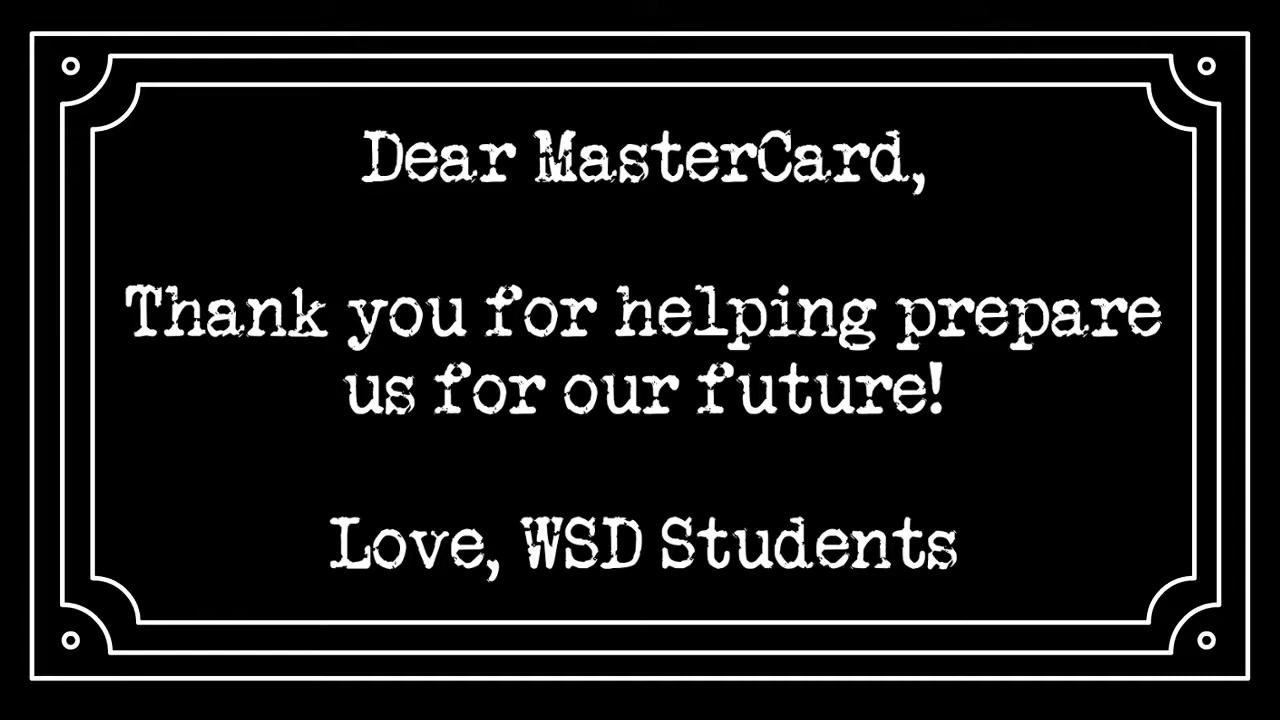 Dear MasterCard,
Thank you for helping prepare
us for our future!
Love, WSD Students